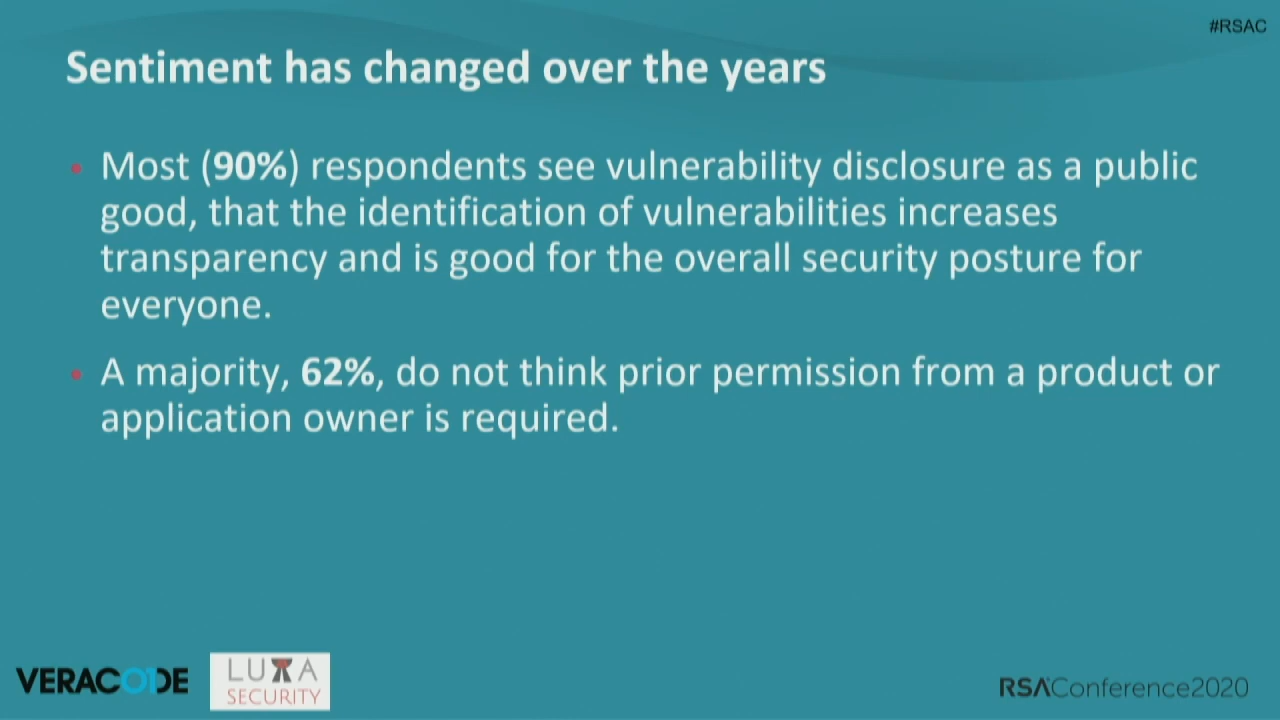 #RSAC
Sentiment has changed over the years
• Most (90%) respondents see vulnerability disclosure as a public
good, that the identification of vulnerabilities increases
transparency and is good for the overall security posture for
everyone.
• A majority, 62%, do not think prior permission from a product or
application owner is required.
VERACODE
LUTA
SECURITY
RSAConference2020